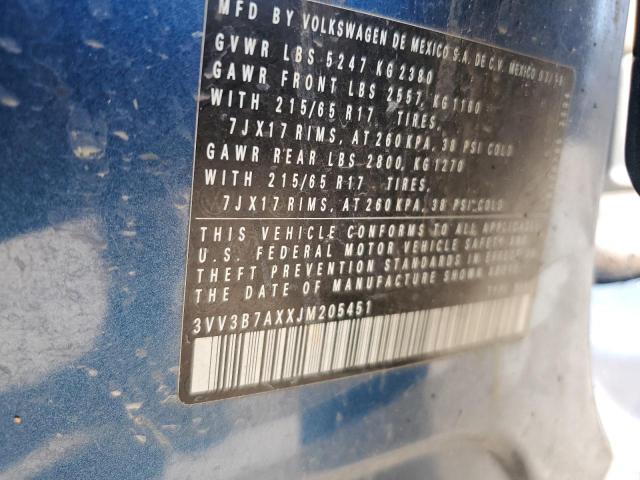 MFD BY VOLKSWAGEN DE MEXICO S.A. DE C.V. MEXICO
GVWR LBS 5247 KG 2380
GAWR FRONT LBS 2557, KG 1160
WITH 215/65 R17 TIRES,
7JX17 RIMS, AT 260 KPA, 38 PSI COLD
GAWR REAR LBS 2800, KG 1270
WITH 215/65 R17 TIRES,
7JX17 RIMS, AT 260 KPA, 38 PSI COLD
THIS VEHICLE CONFORMS TO ALL
U.S. FEDERAL MOTOR VEHICLE SAFETY AND
THEFT PREVENTION STANDARDS IN EFFECT
THE DATE OF MANUFACTURE SHOWN
3VV3B7AXXJM205451